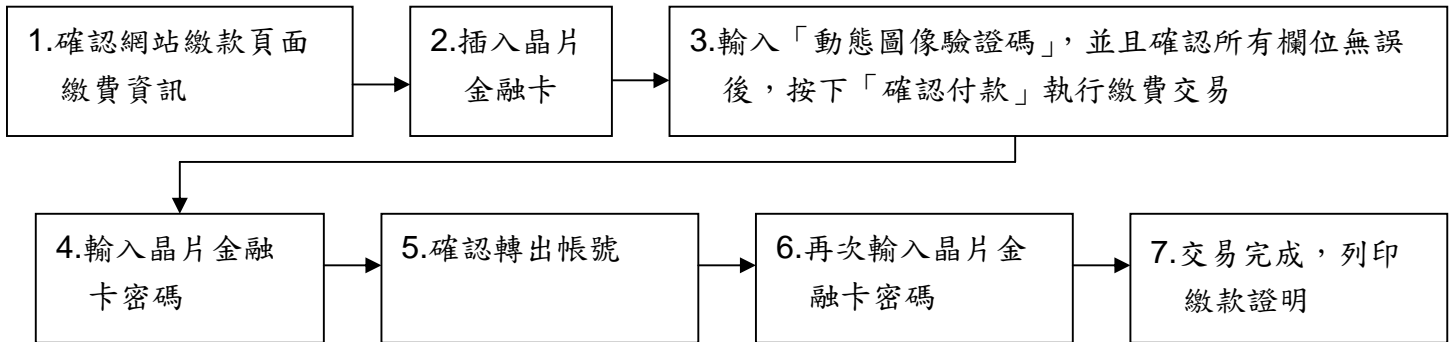 1.確認網站繳款頁面
繳費資訊
2.插入晶片
金融卡
3.輸入「動態圖像驗證碼」，並且確認所有欄位無誤
後，按下「確認付款」執行繳費交易
4.輸入晶片金融
卡密碼
5.確認轉出帳號
6.再次輸入晶片金
融卡密碼
7.交易完成，列印
繳款證明